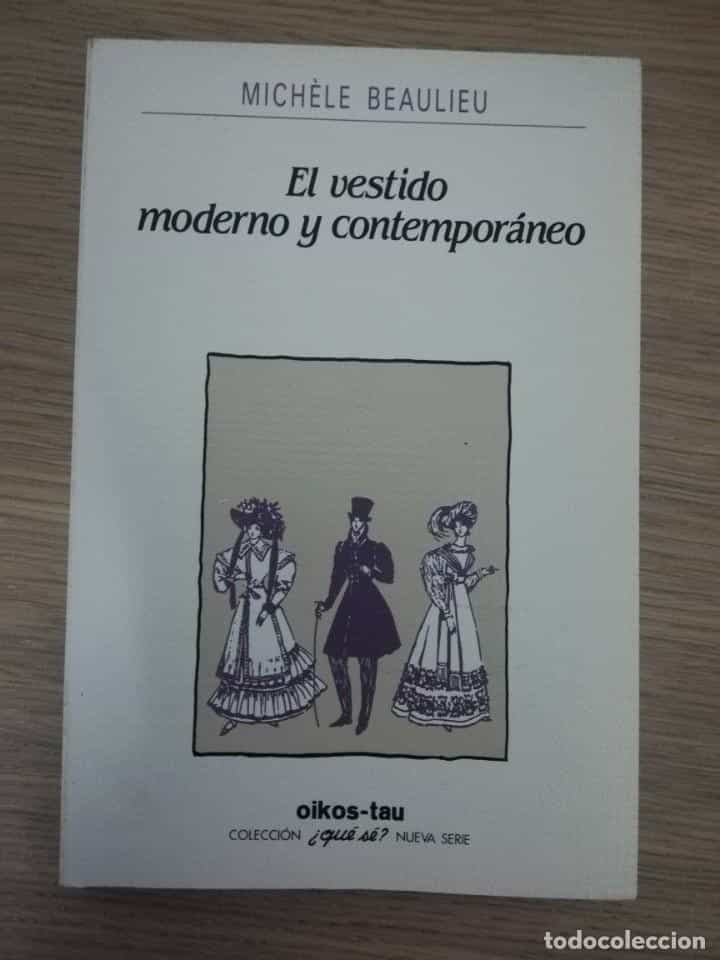 MICHÈLE BEAULIEU
El vestido
moderno y contemporáneo
oikos-tau
COLECCIÓN ¿qué sé? NUEVA SERIE
todocoleccion